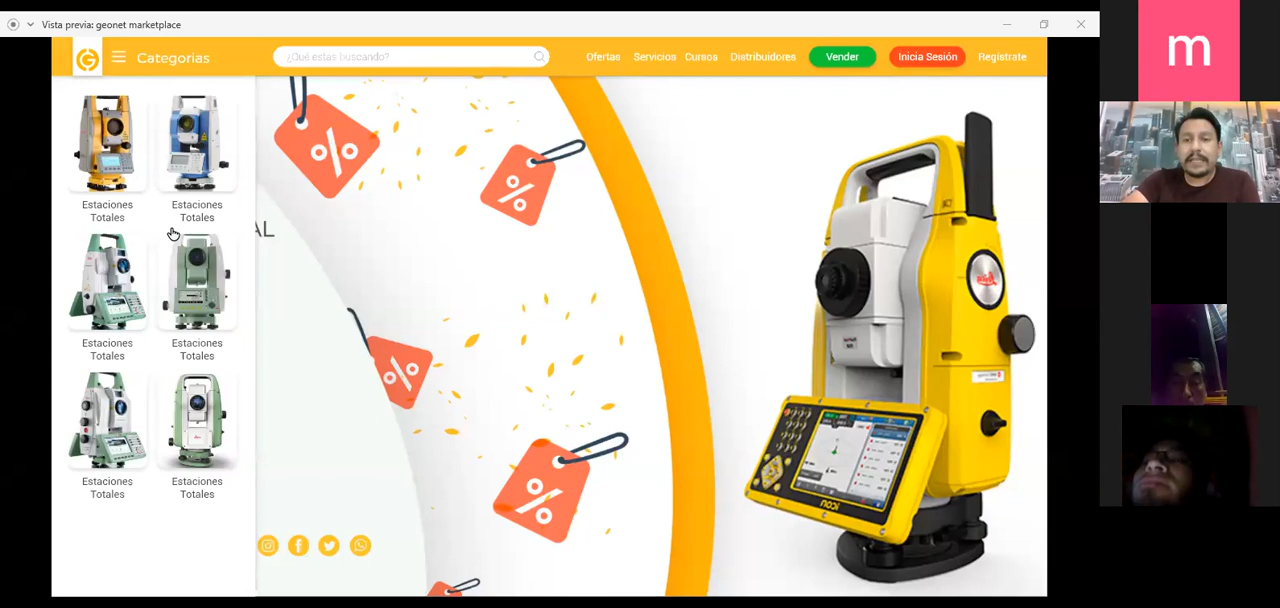 Vista previa: geonet marketplace
Categorias
¿Qué estas buscando?
Ofertas
Servicios
Cursos
Distribuidores
Vender
Inicia Sesión
Regístrate
Estaciones
Totales
Estaciones
Totales
AL
Estaciones
Totales
Estaciones
Totales
Estaciones
Totales
Estaciones
Totales
%
%
%
%
m